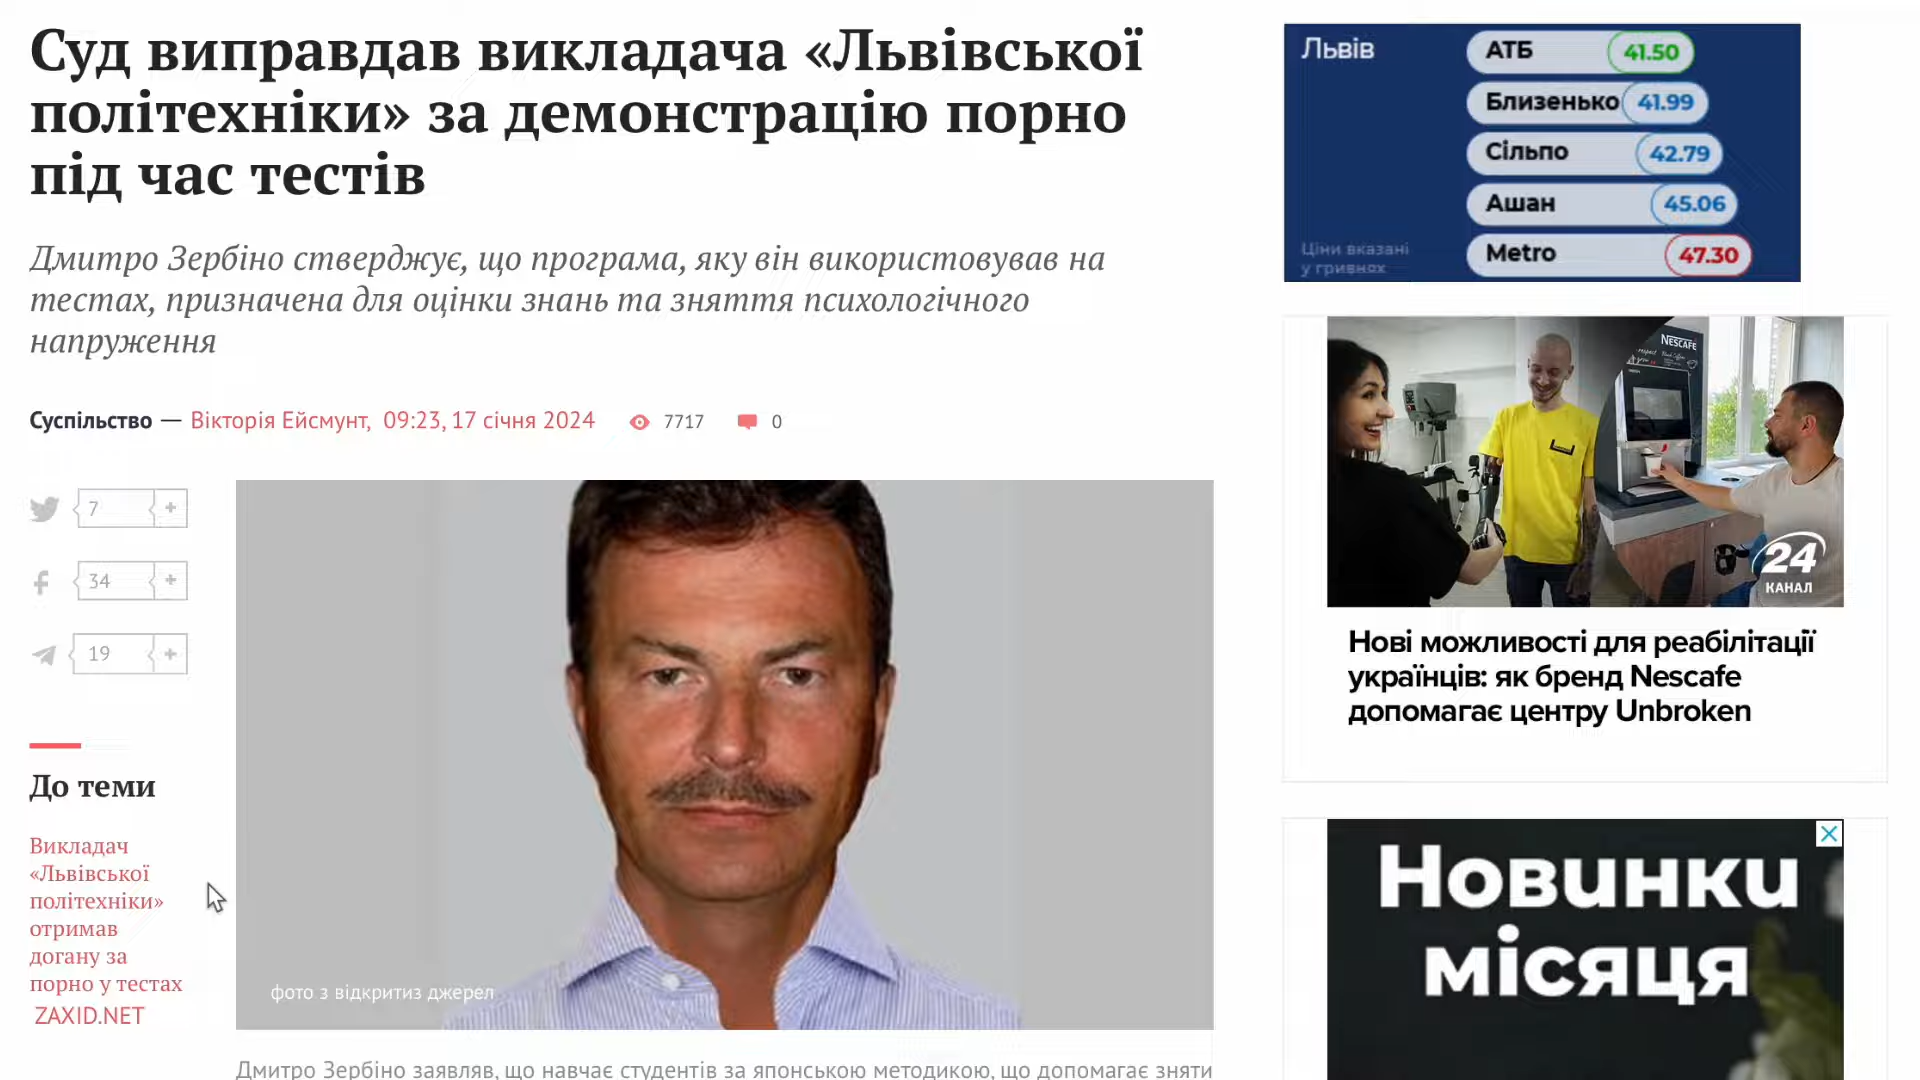 Суд виправдав викладача «Львівської
політехніки» за демонстрацію порно
під час тестів
Дмитро Зербіно стверджує, що програма, яку він використовував на
тестах, призначена для оцінки знань та зняття психологічного
напруження
Суспільство — Вікторія Ейсмунт, 09:23, 17 січня 2024 7717 0
7 +
34 +
19 +
До теми
Викладач
«Львівської
політехніки»
отримав
догану за
порно у тестах
ZAXID.NET
фото з відкритиз джерел
Дмитро Зербіно заявляв, що навчає студентів за японською методикою, що допомагає зняти
Львів
АТБ 41.50
Близенько 41.99
Сільпо 42.79
Ашан 45.06
Metro 47.30
Ціни вказані
у гривнях
NESCAFÉ
24
КАНАЛ
Нові можливості для реабілітації
українців: як бренд Nescafe
допомагає центру Unbroken
Новинки
місяця